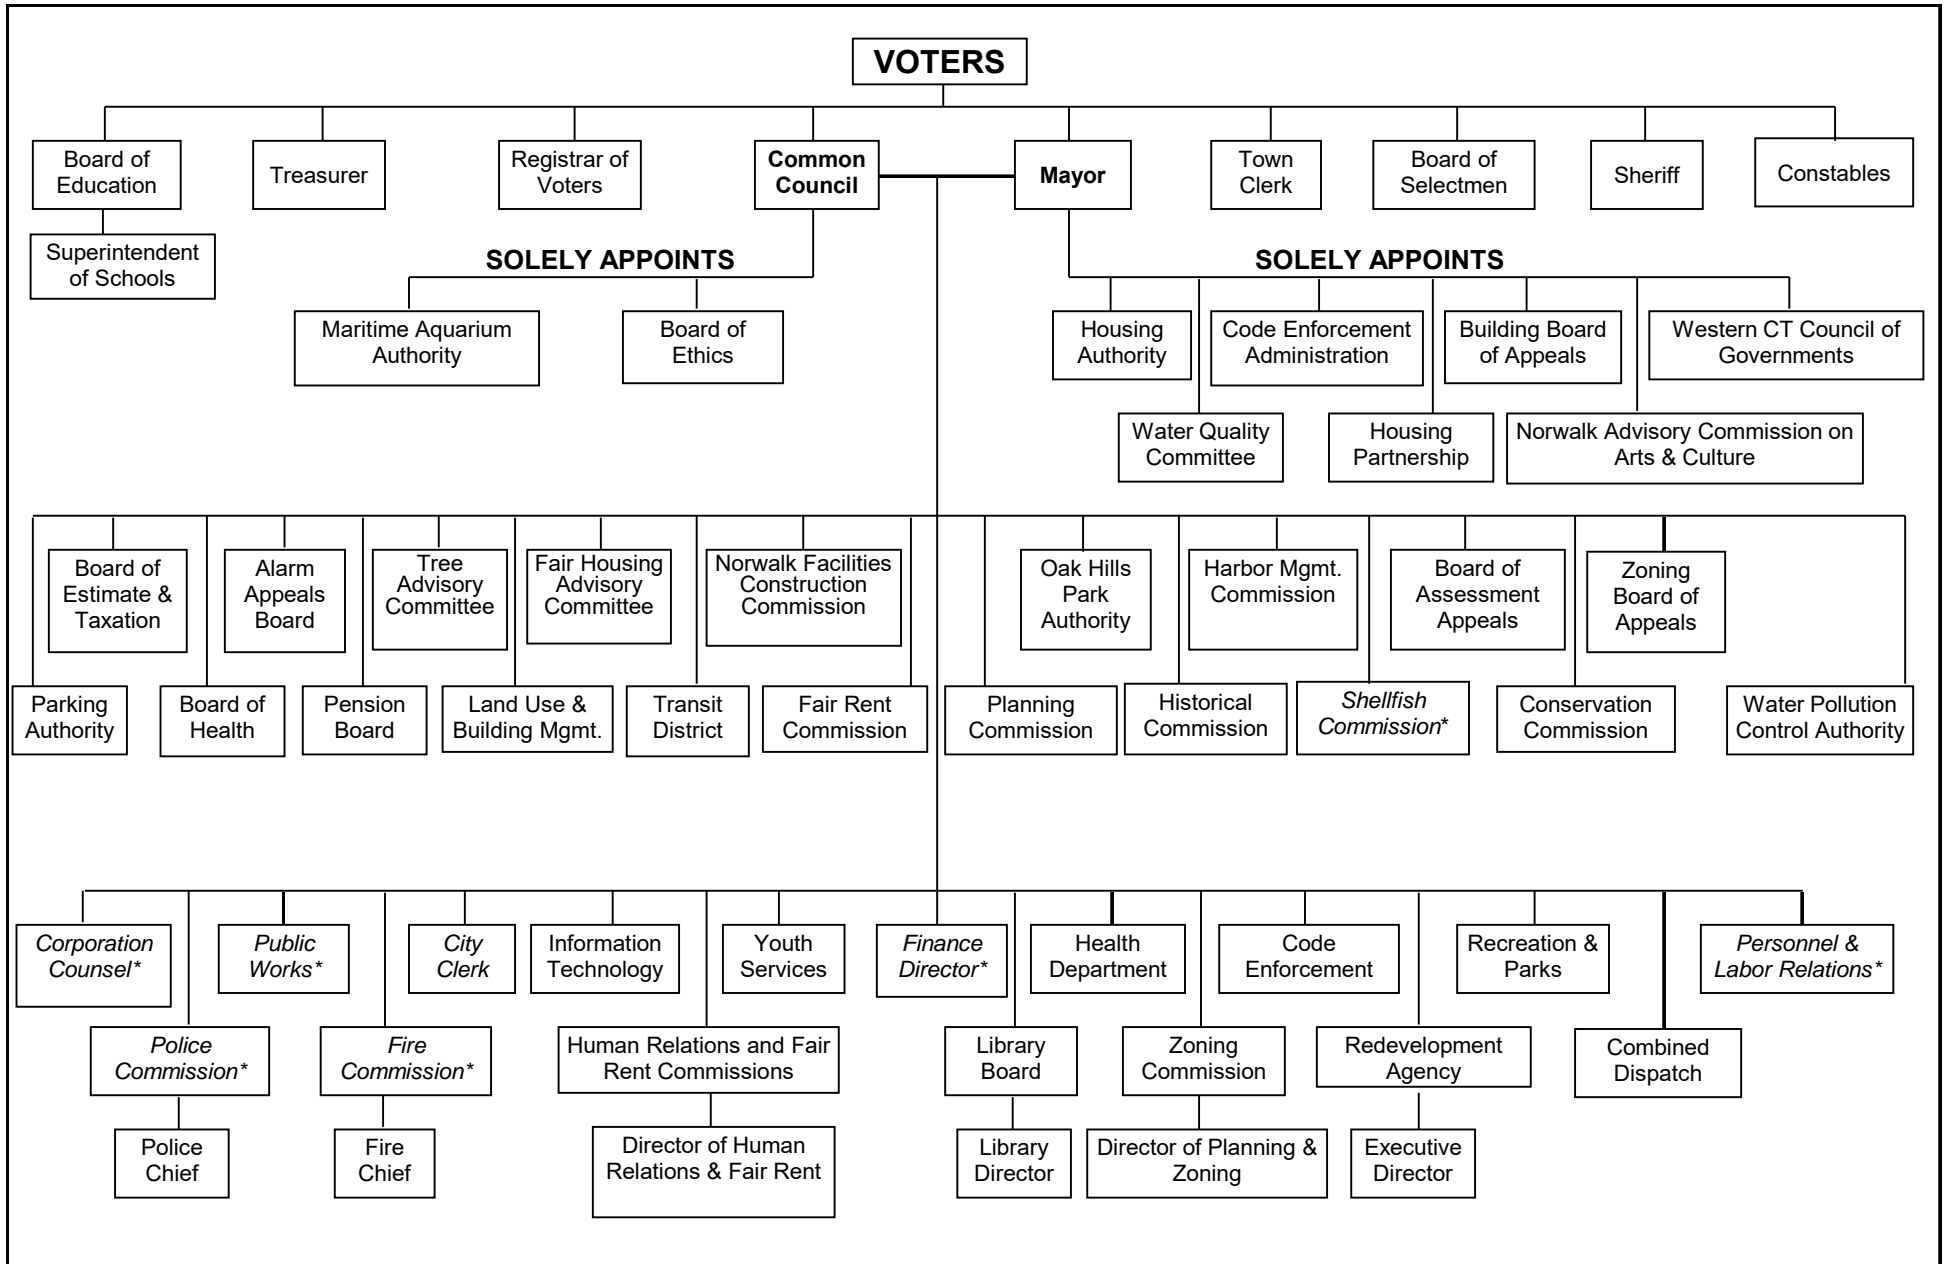 VOTERS
Board of
Education
Treasurer
Registrar of
Voters
Common
Council
Mayor
Town
Clerk
Board of
Selectmen
Sheriff
Constables
Superintendent
of Schools
SOLELY APPOINTS
SOLELY APPOINTS
Maritime Aquarium
Authority
Board of
Ethics
Housing
Authority
Code Enforcement
Administration
Building Board
of Appeals
Western CT Council of
Governments
Water Quality
Committee
Housing
Partnership
Norwalk Advisory Commission on
Arts & Culture
Board of
Estimate &
Taxation
Alarm
Appeals
Board
Tree
Advisory
Committee
Fair Housing
Advisory
Committee
Norwalk Facilities
Construction
Commission
Oak Hills
Park
Authority
Harbor Mgmt.
Commission
Board of
Assessment
Appeals
Zoning
Board of
Appeals
Parking
Authority
Board of
Health
Pension
Board
Land Use &
Building Mgmt.
Transit
District
Fair Rent
Commission
Planning
Commission
Historical
Commission
Shellfish
Commission*
Conservation
Commission
Water Pollution
Control Authority
Corporation
Counsel*
Public
Works*
City
Clerk
Information
Technology
Youth
Services
Finance
Director*
Health
Department
Code
Enforcement
Recreation &
Parks
Personnel &
Labor Relations*
Police
Commission*
Fire
Commission*
Human Relations and Fair
Rent Commissions
Library
Board
Zoning
Commission
Redevelopment
Agency
Combined
Dispatch
Police
Chief
Fire
Chief
Director of Human
Relations & Fair Rent
Library
Director
Director of Planning &
Zoning
Executive
Director